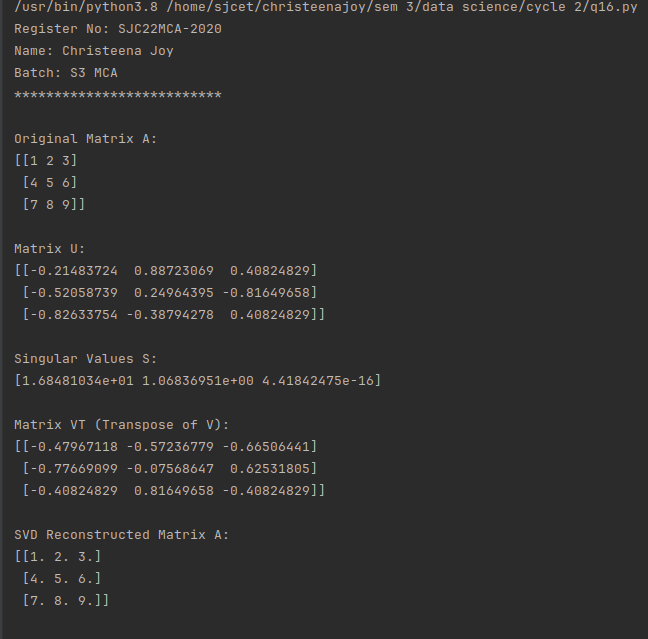 /usr/bin/python3.8 /home/sjcet/christeenajoy/sem 3/data science/cycle 2/q16.py
Register No: SJC22MCA-2020
Name: Christeena Joy
Batch: S3 MCA
**************************
Original Matrix A:
[[1 2 3]
 [4 5 6]
 [7 8 9]]
Matrix U:
[[-0.21483724  0.88723069  0.40824829]
 [-0.52058739  0.24964395 -0.81649658]
 [-0.82633754 -0.38794278  0.40824829]]
Singular Values S:
[1.68481034e+01 1.06836951e+00 4.41842475e-16]
Matrix VT (Transpose of V):
[[-0.47967118 -0.57236779 -0.66506441]
 [-0.77669099 -0.07568647  0.62531805]
 [-0.40824829  0.81649658 -0.40824829]]
SVD Reconstructed Matrix A:
[[1. 2. 3.]
 [4. 5. 6.]
 [7. 8. 9.]]